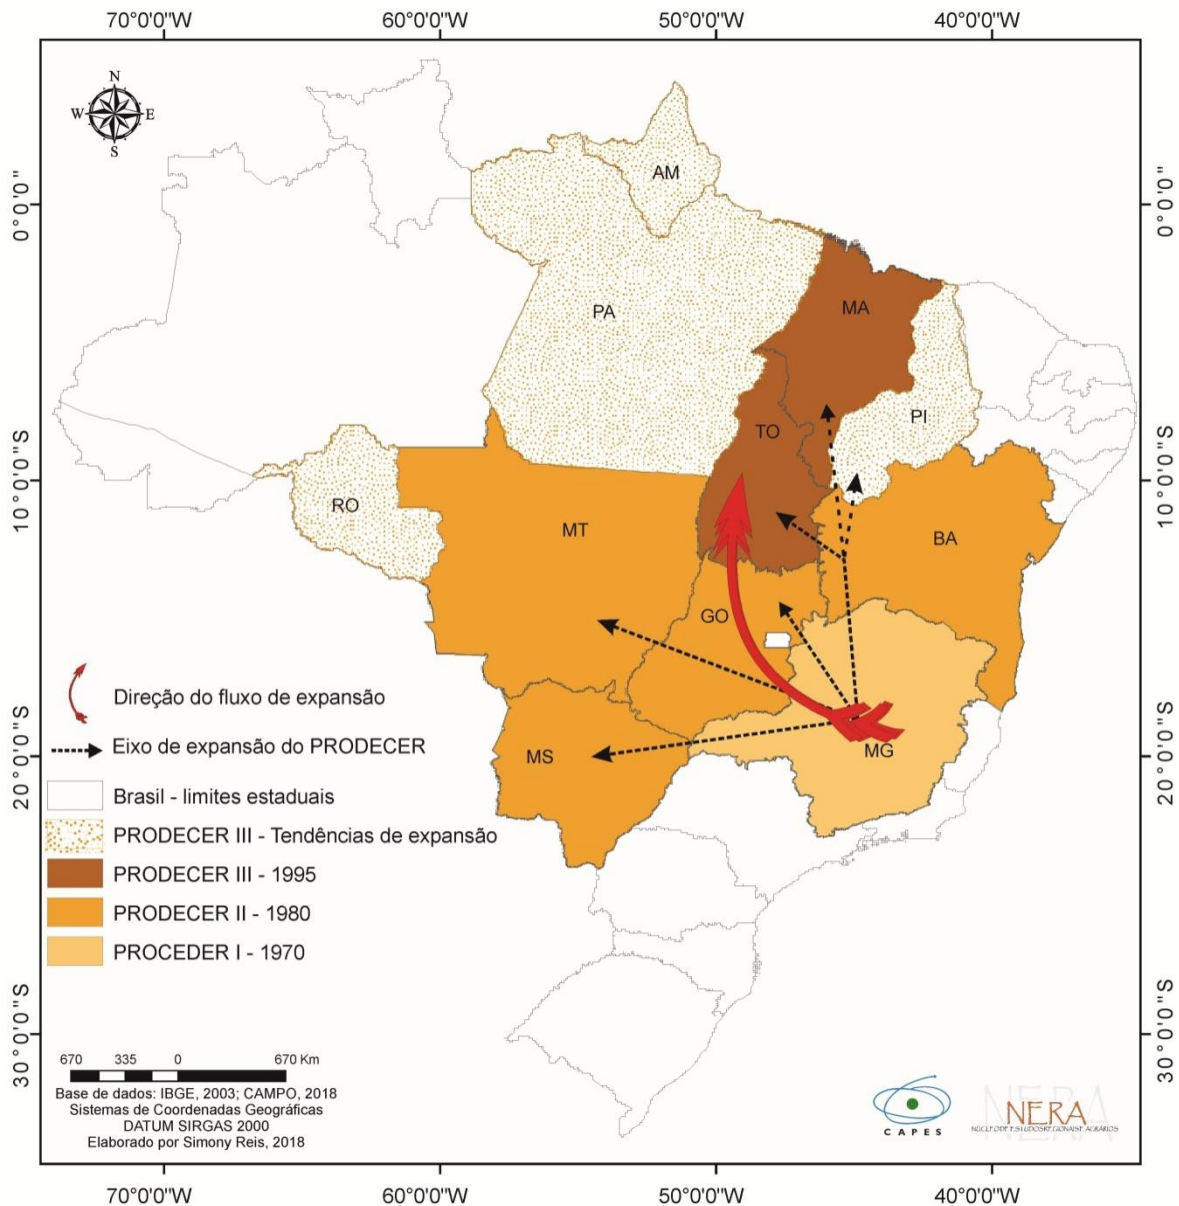 70°0'0"W 60°0'0"W 50°0'0"W 40°0'0"W
N
W E
S
0°0'0"
0°0'0"
AM
PA
MA
PI
TO
10°0'0"S
10°0'0"S
RO
MT
BA
GO
Direção do fluxo de expansão
Eixo de expansão do PRODECER
MS
MG
20°0'0"S
20°0'0"S
Brasil - limites estaduais
PRODECER III - Tendências de expansão
PRODECER III - 1995
PRODECER II - 1980
PROCEDER I - 1970
30°0'0"S
30°0'0"S
670 335 0 670 Km
Base de dados: IBGE, 2003; CAMPO, 2018
Sistemas de Coordenadas Geográficas
DATUM SIRGAS 2000
Elaborado por Simony Reis, 2018
CAPES
NERA
NÚCLEO DE ESTUDOS REGIONAIS E AGRÁRIOS
70°0'0"W 60°0'0"W 50°0'0"W 40°0'0"W